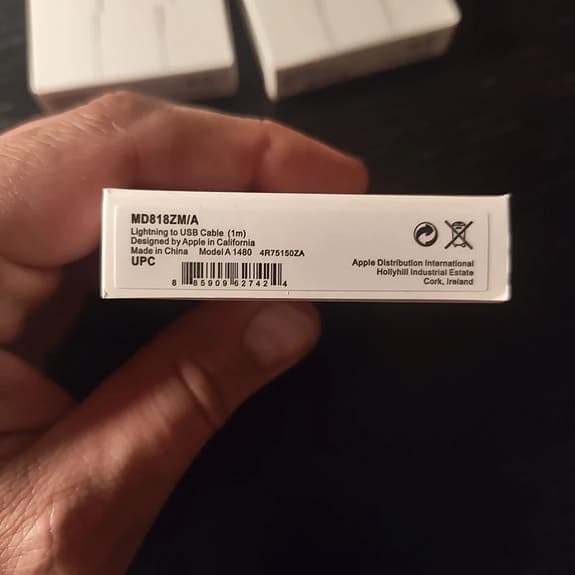 MD818ZM/A
Lightning to USB Cable (1m)
Designed by Apple in California
Made in China Model A 1480 4R75150ZA
UPC
8 85909 62742 4
Apple Distribution International
Hollyhill Industrial Estate
Cork, Ireland